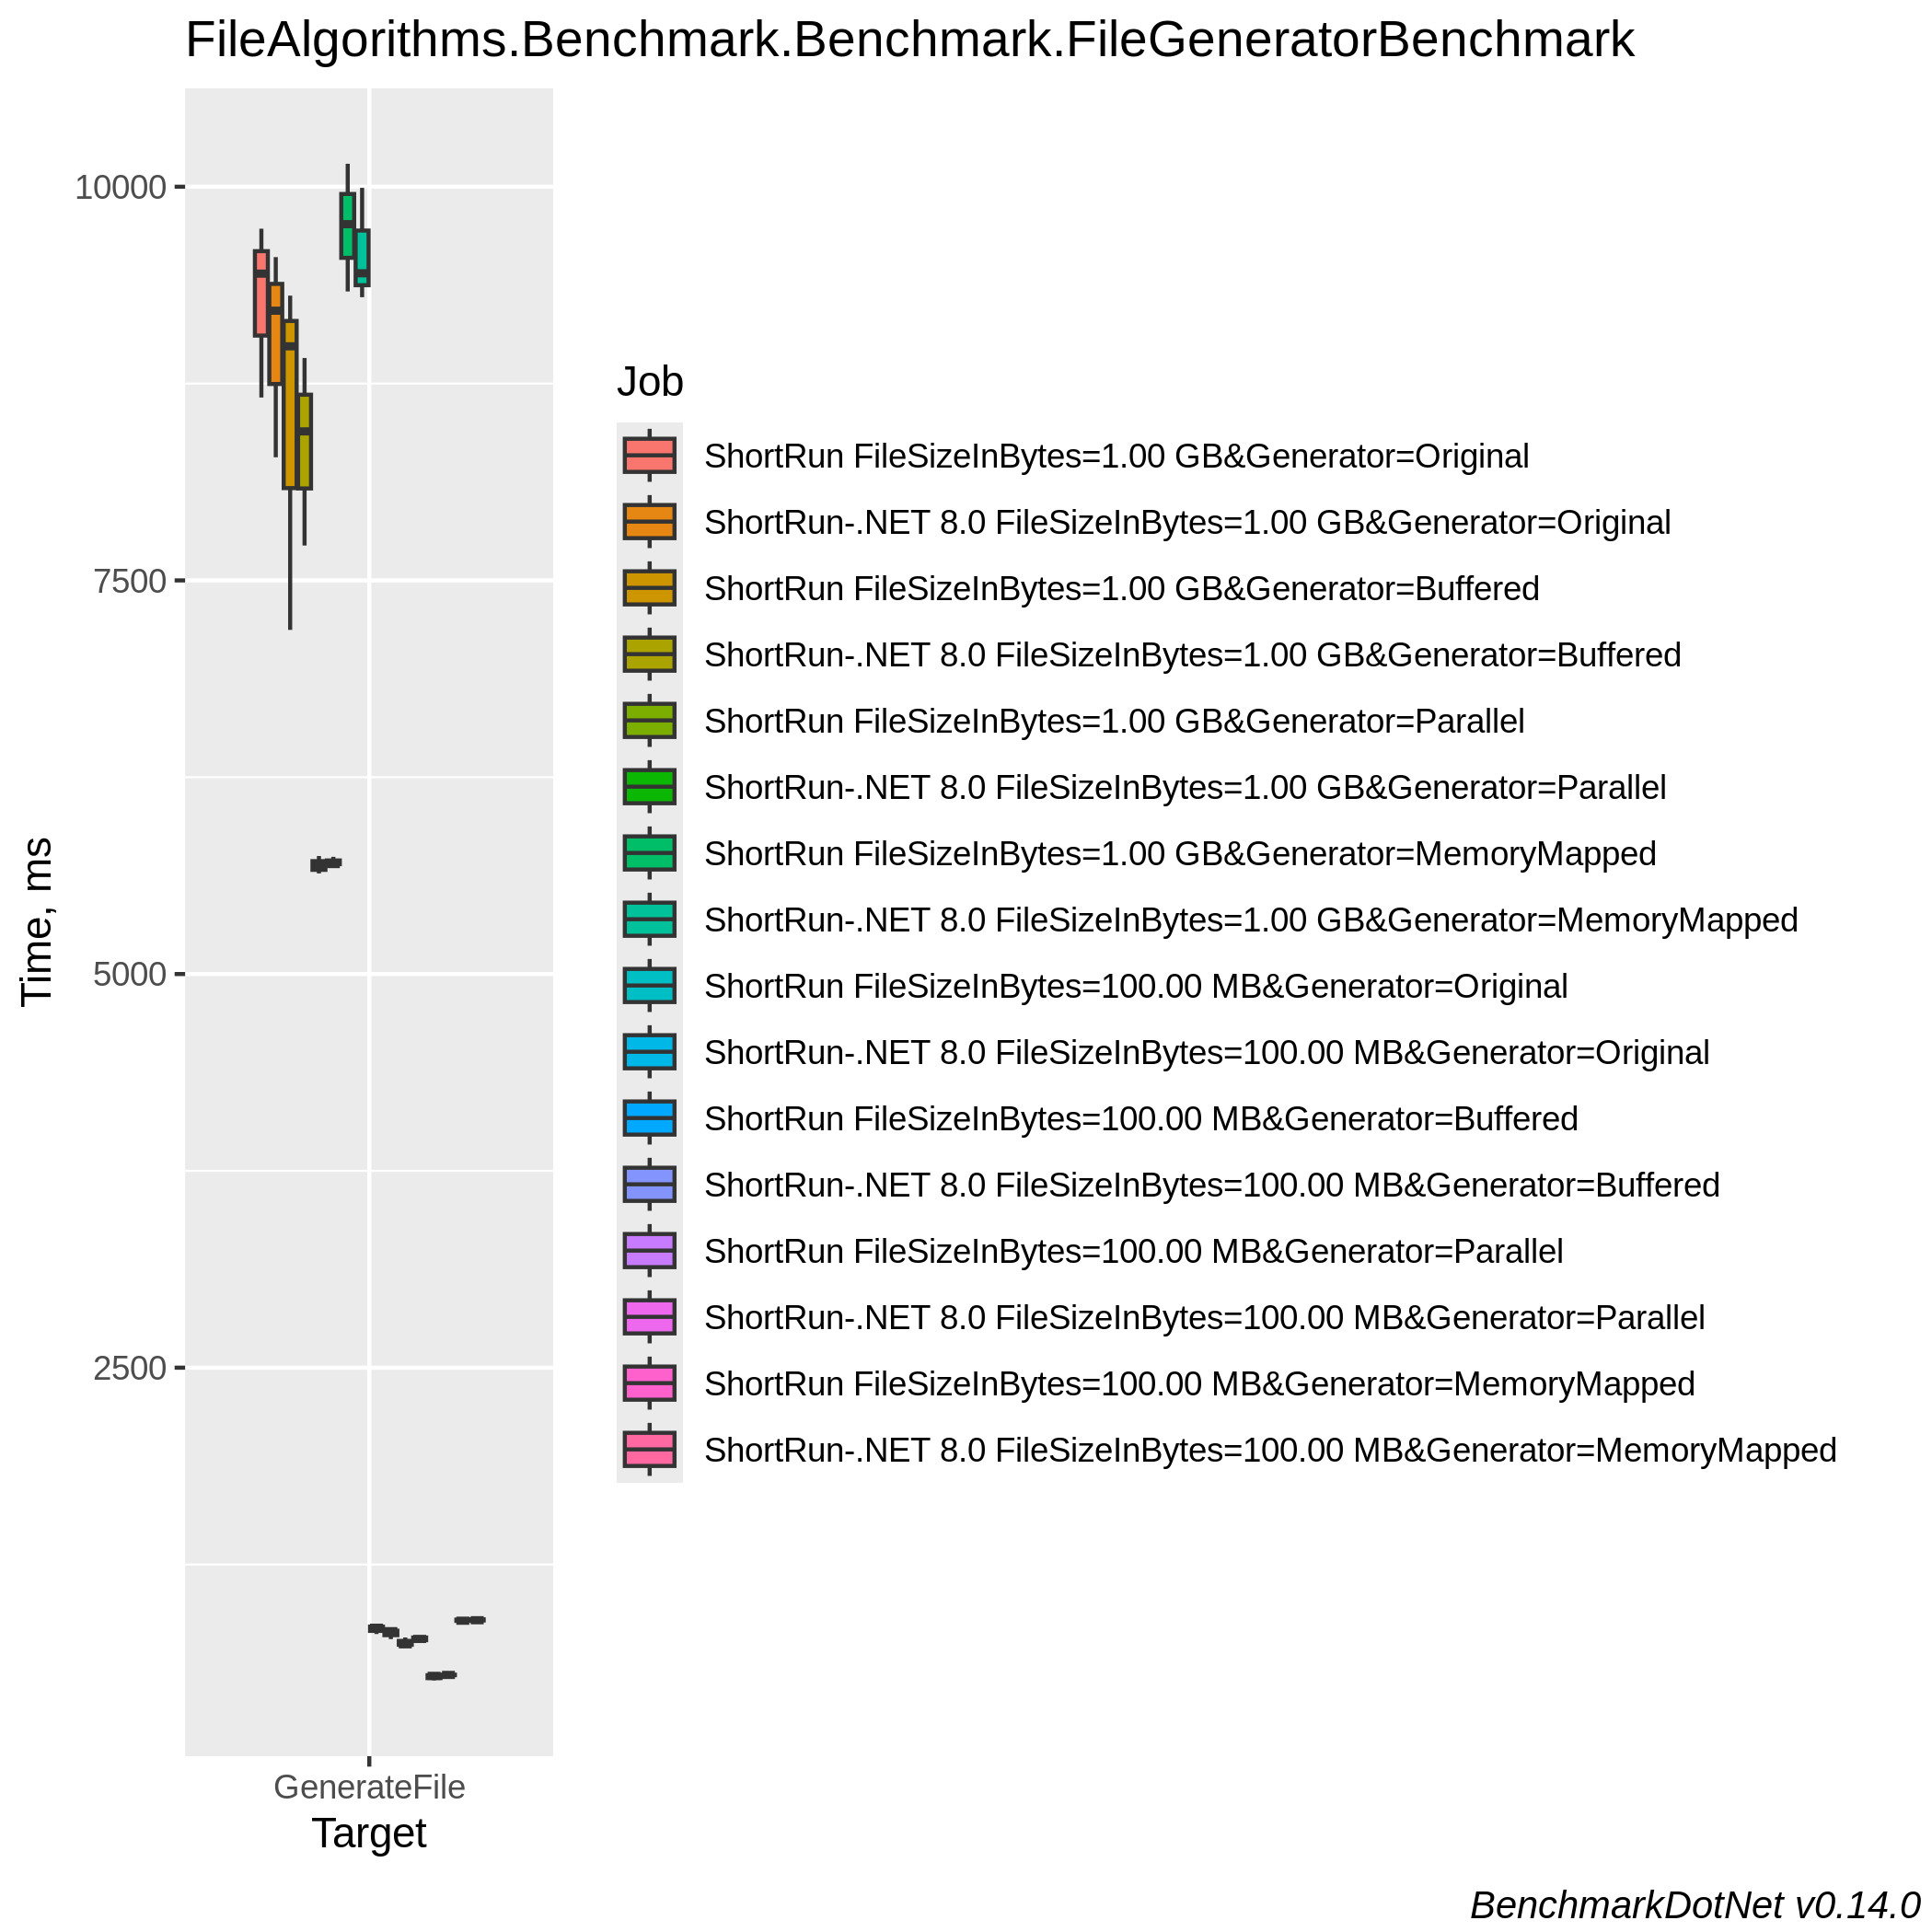 FileAlgorithms.Benchmark.Benchmark.FileGeneratorBenchmark
10000
7500
5000
2500
Time, ms
GenerateFile
Target
Job
ShortRun FileSizeInBytes=1.00 GB&Generator=Original
ShortRun-.NET 8.0 FileSizeInBytes=1.00 GB&Generator=Original
ShortRun FileSizeInBytes=1.00 GB&Generator=Buffered
ShortRun-.NET 8.0 FileSizeInBytes=1.00 GB&Generator=Buffered
ShortRun FileSizeInBytes=1.00 GB&Generator=Parallel
ShortRun-.NET 8.0 FileSizeInBytes=1.00 GB&Generator=Parallel
ShortRun FileSizeInBytes=1.00 GB&Generator=MemoryMapped
ShortRun-.NET 8.0 FileSizeInBytes=1.00 GB&Generator=MemoryMapped
ShortRun FileSizeInBytes=100.00 MB&Generator=Original
ShortRun-.NET 8.0 FileSizeInBytes=100.00 MB&Generator=Original
ShortRun FileSizeInBytes=100.00 MB&Generator=Buffered
ShortRun-.NET 8.0 FileSizeInBytes=100.00 MB&Generator=Buffered
ShortRun FileSizeInBytes=100.00 MB&Generator=Parallel
ShortRun-.NET 8.0 FileSizeInBytes=100.00 MB&Generator=Parallel
ShortRun FileSizeInBytes=100.00 MB&Generator=MemoryMapped
ShortRun-.NET 8.0 FileSizeInBytes=100.00 MB&Generator=MemoryMapped
BenchmarkDotNet v0.14.0